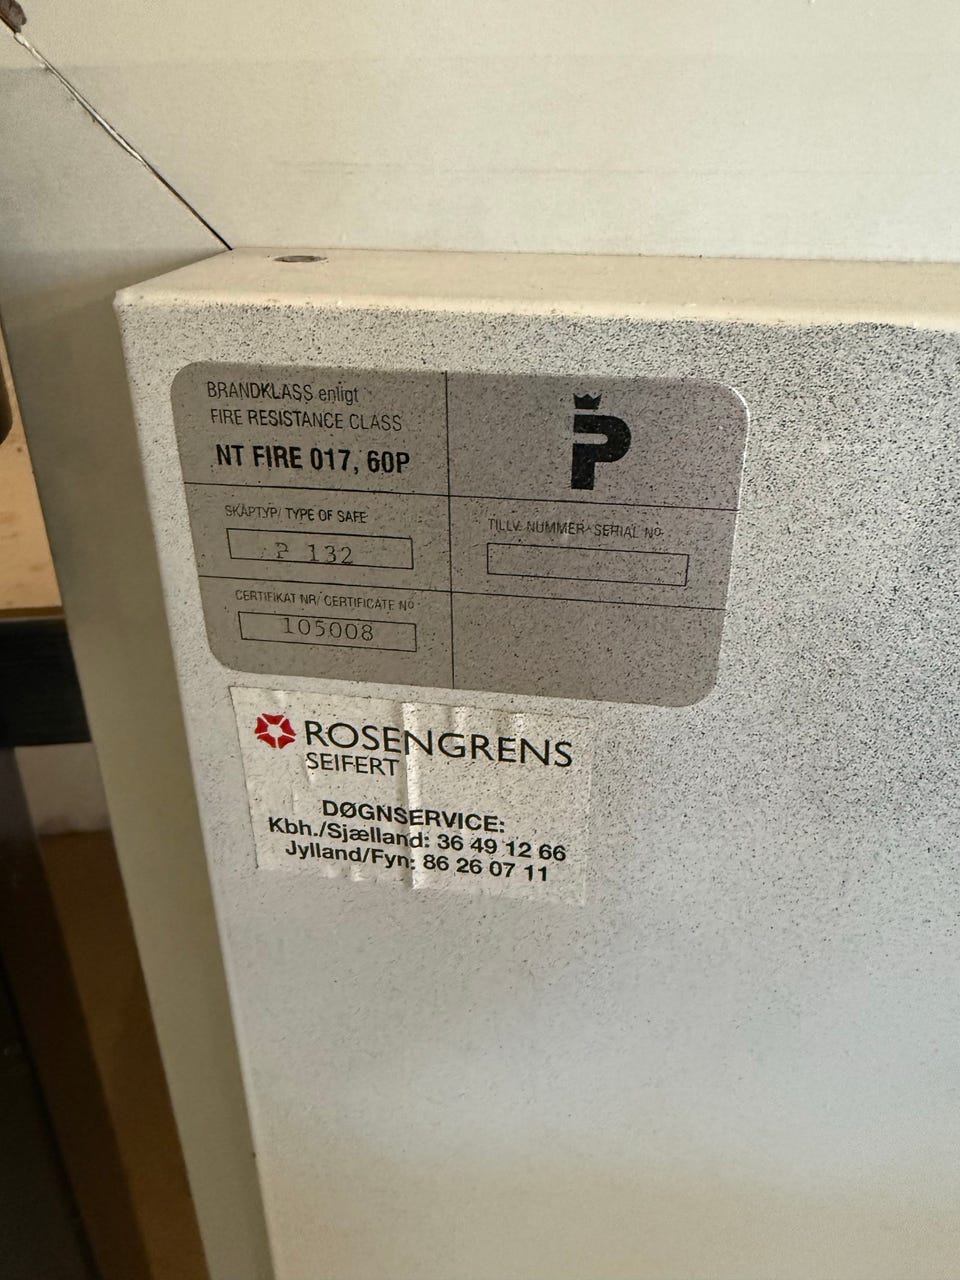 BRANDKLASS enligt
FIRE RESISTANCE CLASS
NT FIRE 017, 60P
P
SKÅPTYP/ TYPE OF SAFE
P 132
TILLV. NUMMER-SERIAL NO
CERTIFIKAT NR/ CERTIFICATE NO
105008
ROSENGRENS
SEIFERT
DØGNSERVICE:
Kbh./Sjælland: 36 49 12 66
Jylland/Fyn: 86 26 07 11